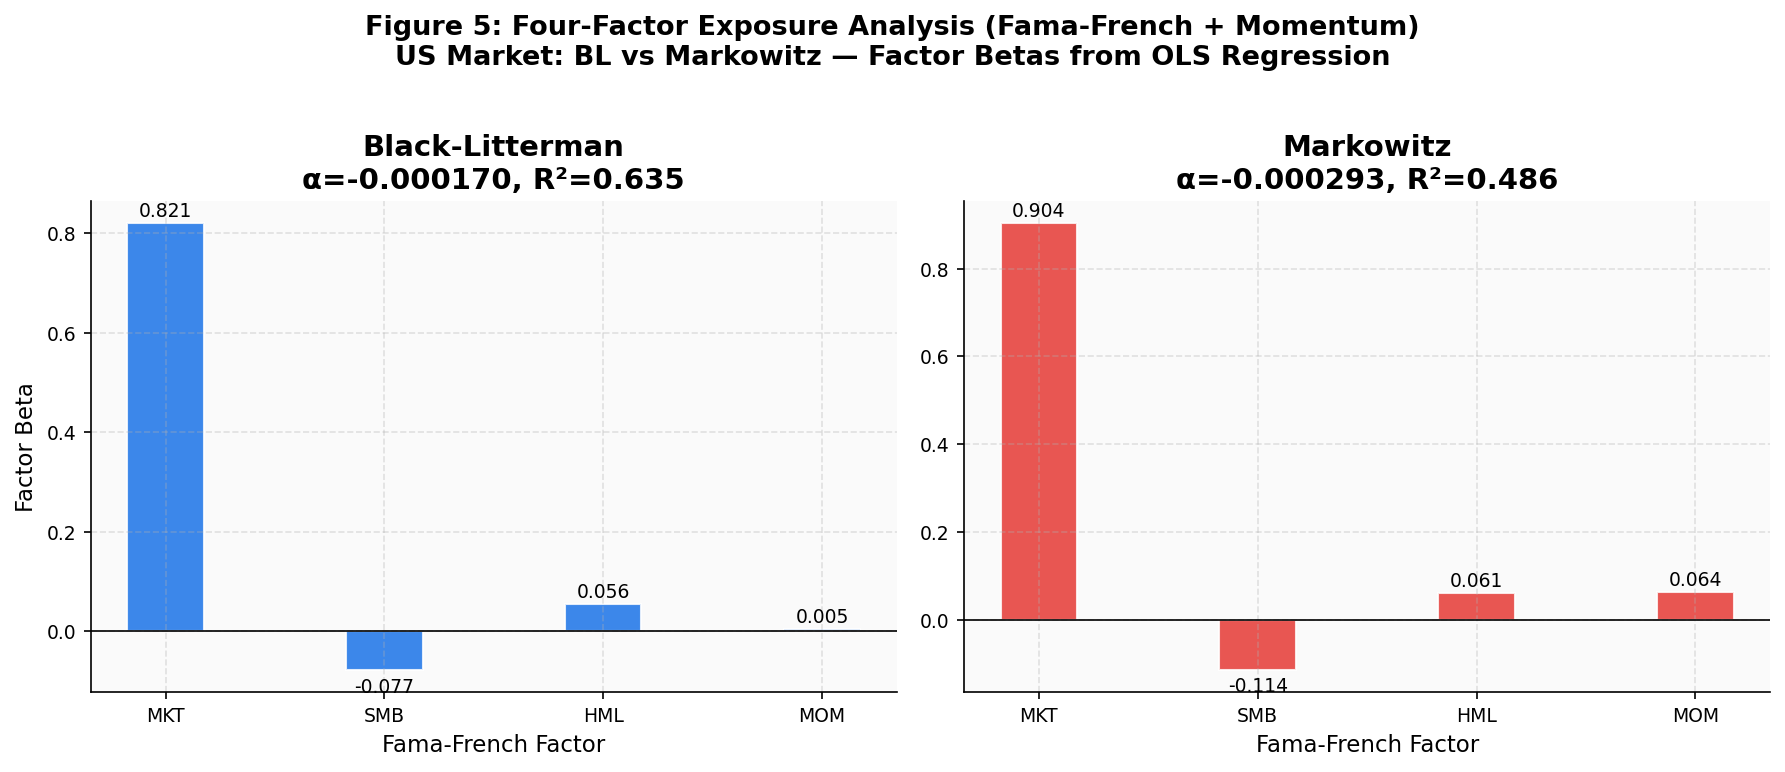 Figure 5: Four-Factor Exposure Analysis (Fama-French + Momentum)
US Market: BL vs Markowitz — Factor Betas from OLS Regression
Black-Litterman
α=-0.000170, R²=0.635
0.821
-0.077
0.056
0.005
0.8
0.6
0.4
0.2
0.0
Factor Beta
MKT SMB HML MOM
Fama-French Factor
Markowitz
α=-0.000293, R²=0.486
0.904
-0.114
0.061
0.064
0.8
0.6
0.4
0.2
0.0
MKT SMB HML MOM
Fama-French Factor